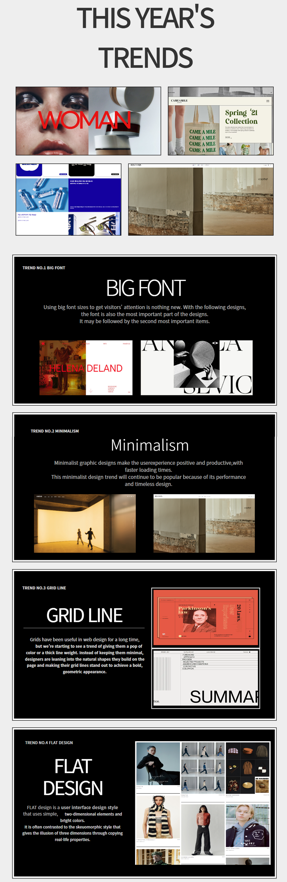 THIS YEAR'S
TRENDS
WOMAN
Spring '21
Collection
CAME A MILE
CAME A MILE
CAME A MILE
CAME A MILE
TREND NO.1 BIG FONT
BIG FONT
Using big font sizes to get visitors' attention is nothing new. With the following designs,
the font is also the most important part of the designs.
It may be followed by the second most important items.
HELENA DELAND
TREND NO.2 MINIMALISM
Minimalism
Minimalist graphic designs make the userexperience positive and productive,with
faster loading times.
This minimalist design trend will continue to be popular because of its performance
and timeless design.
TREND NO.3 GRID LINE
GRID LINE
Grids have been useful in web design for a long time,
but we're starting to see a trend of giving them a pop of
color or a thick line weight. Instead of keeping them minimal,
designers are leaning into the natural shapes they build on the
page and making their grid lines stand out to achieve a bold,
geometric appearance.
SUMMAR
TREND NO.4 FLAT DESIGN
FLAT
DESIGN
FLAT design is a user interface design style
that uses simple, two-dimensional elements and
bright colors.
It is often contrasted to the skeuomorphic style that
gives the illusion of three dimensions through copying
real-life properties.